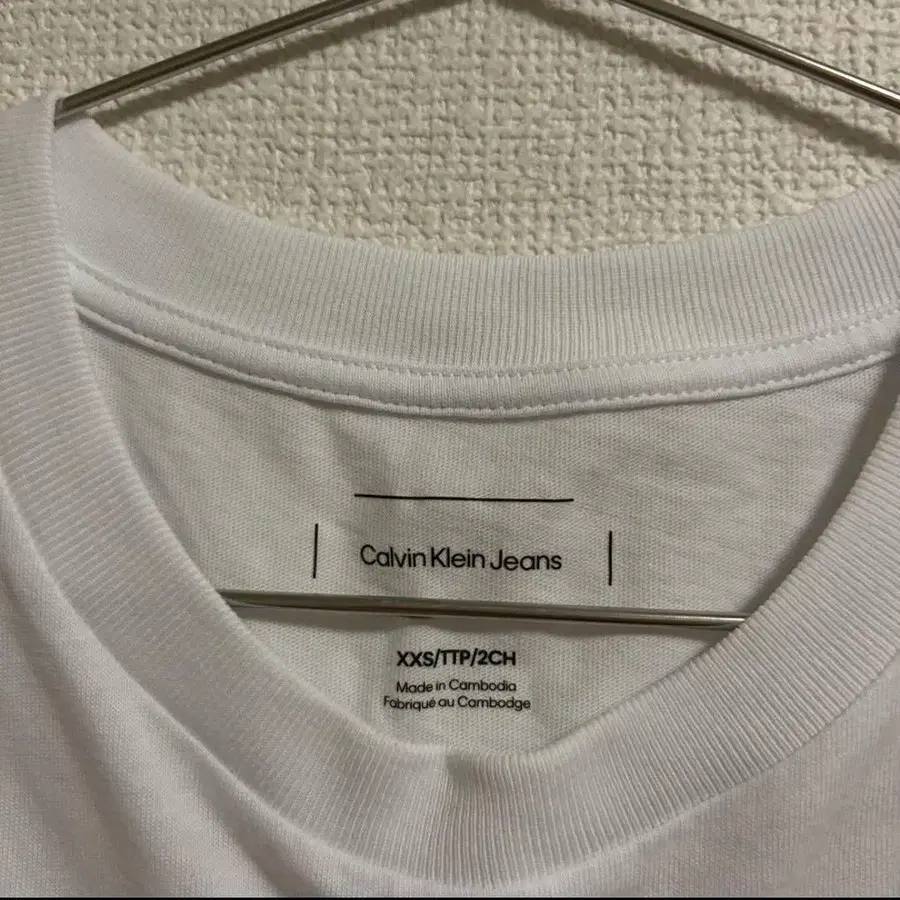 Calvin Klein Jeans
XXS/TTP/2CH
Made in Cambodia
Fabriqué au Cambodge